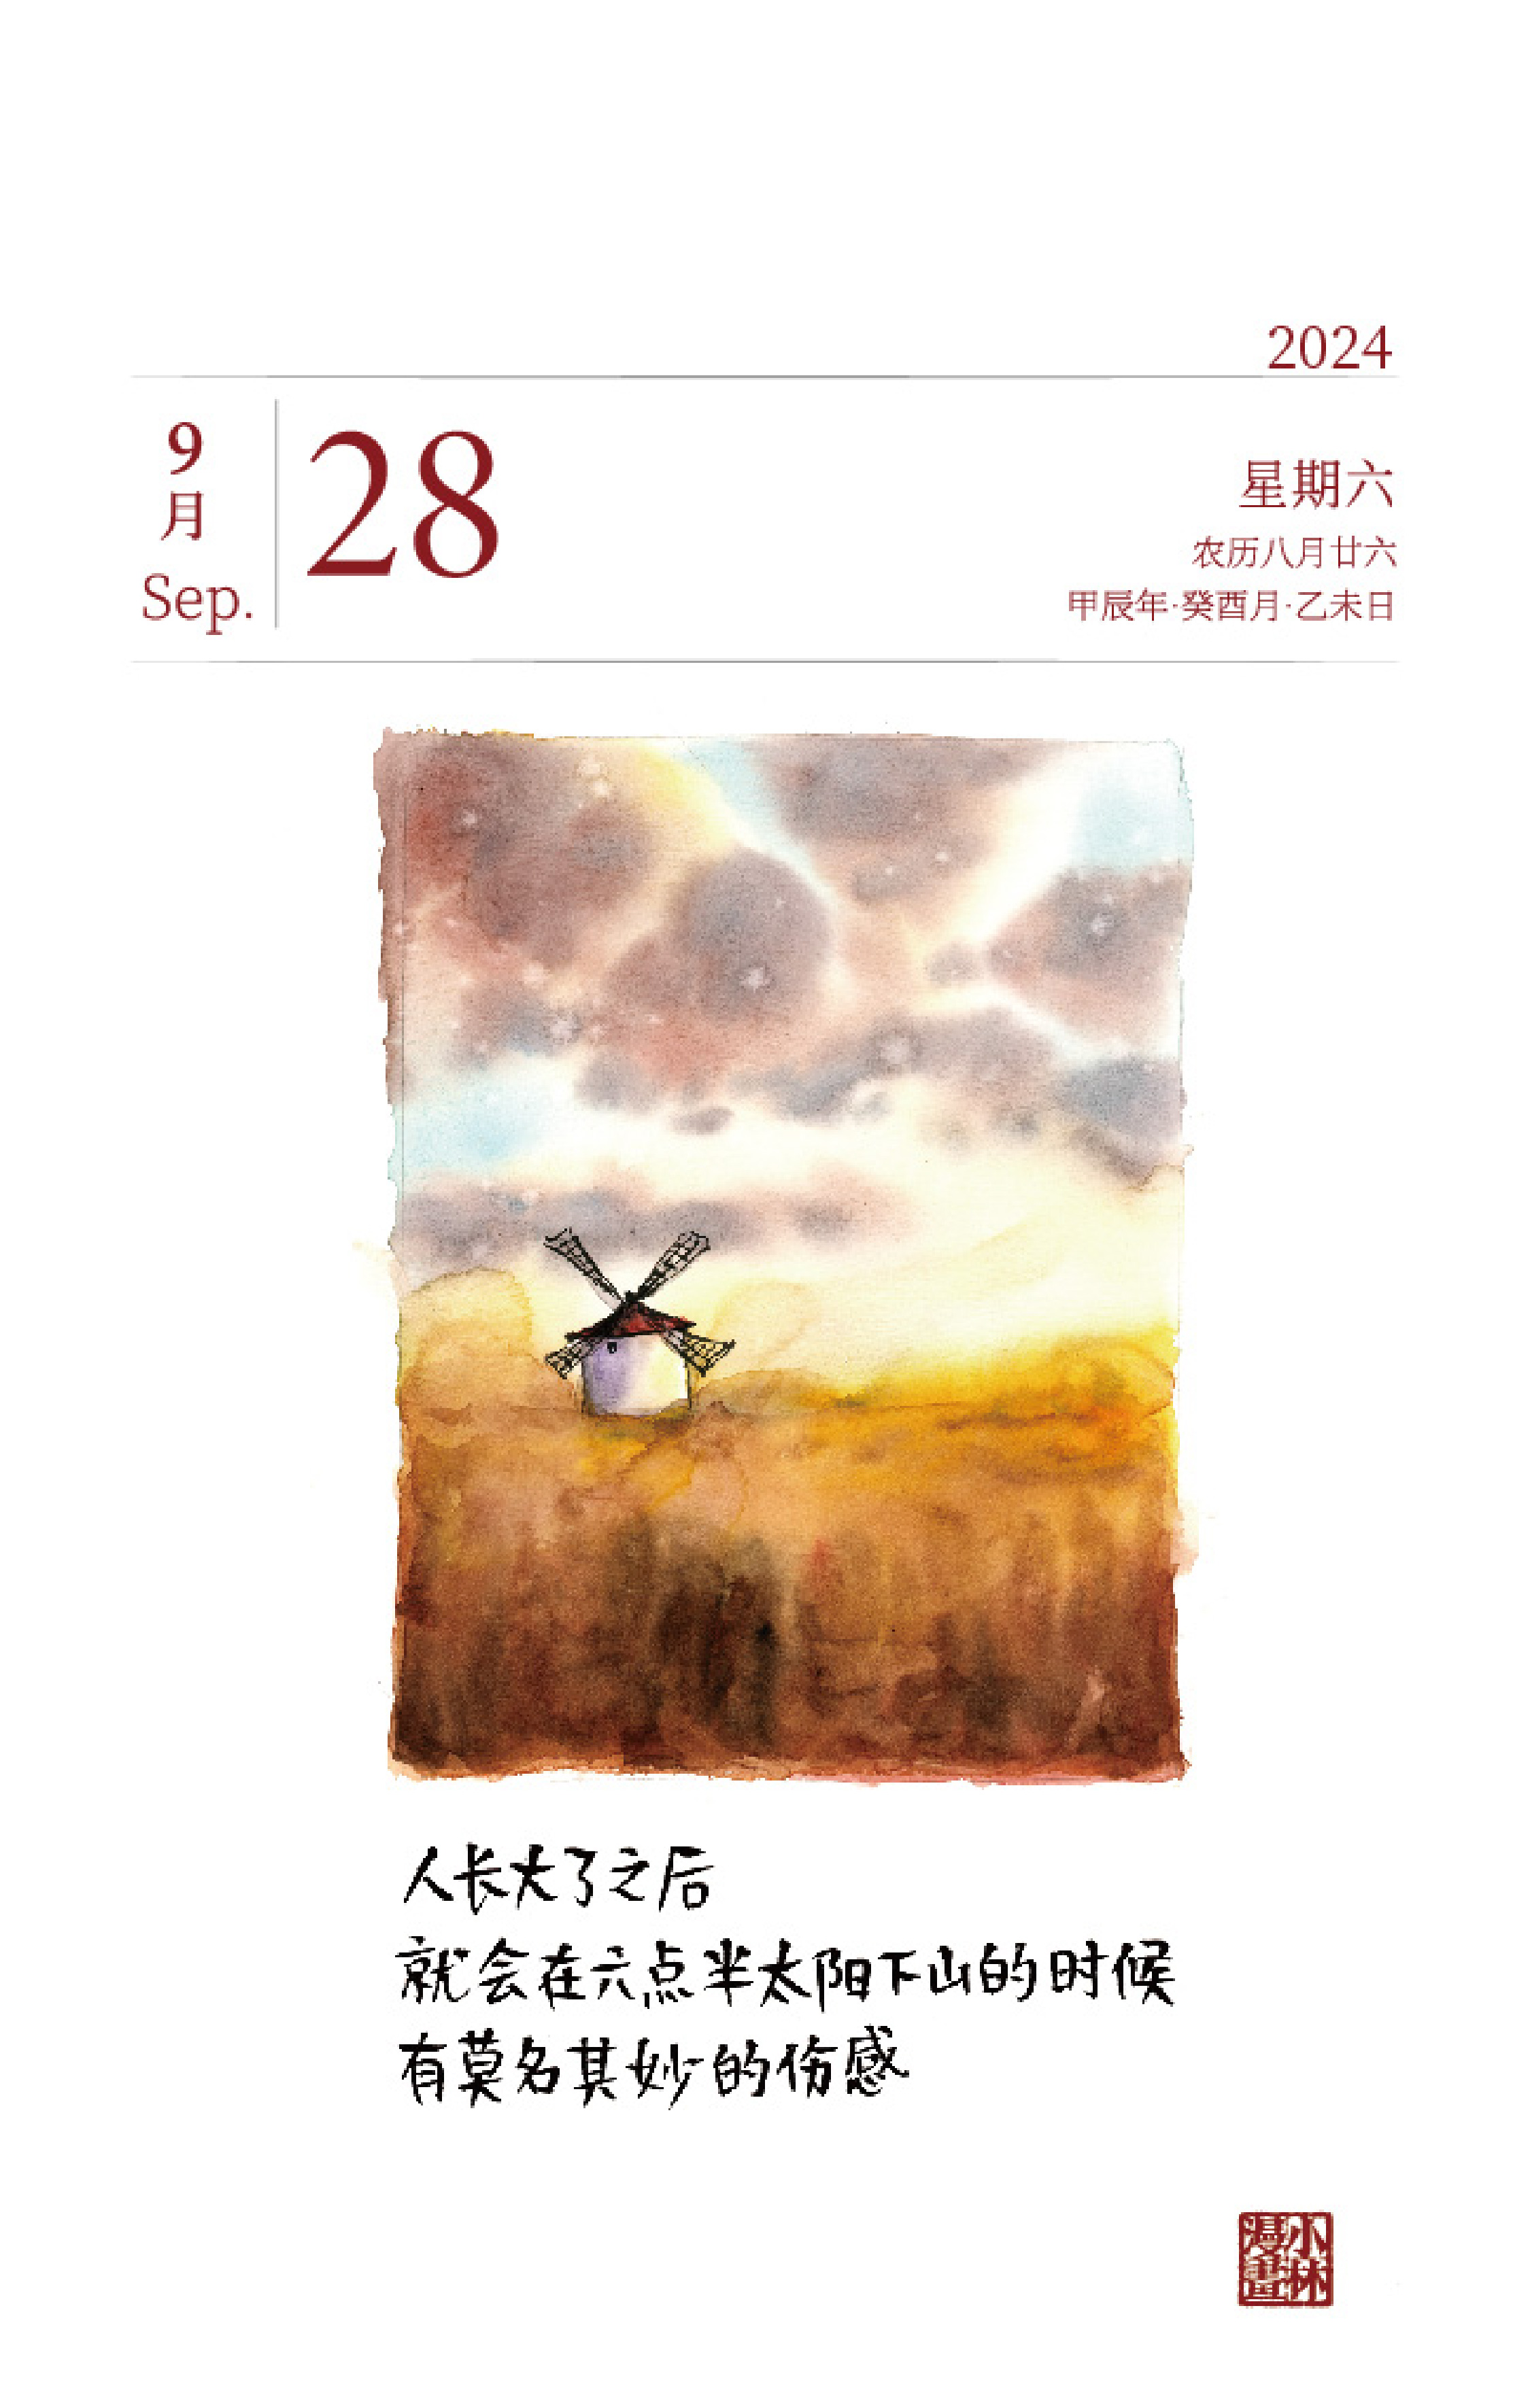 2024
9
月
Sep.
28
星期六
农历八月廿六
甲辰年·癸酉月·乙未日
人长大了之后
就会在六点半太阳下山的时候
有莫名其妙的伤感
小林
漫畫